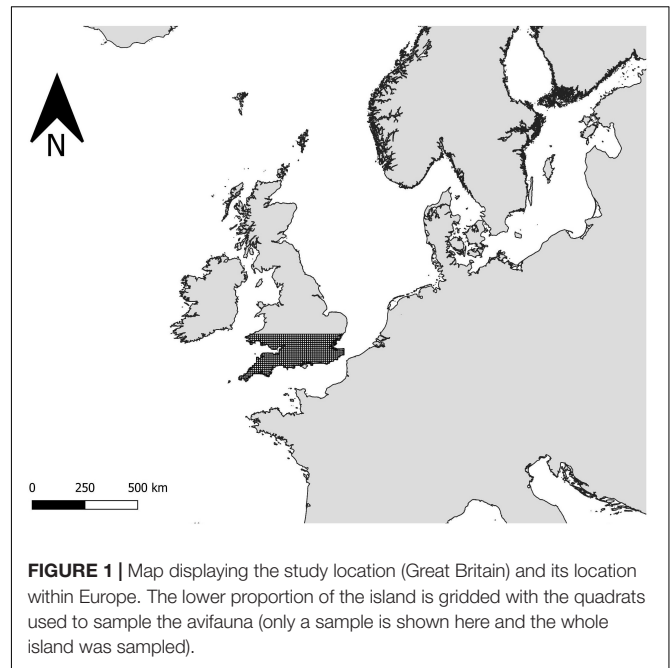 N
0 250 500 km
FIGURE 1 | Map displaying the study location (Great Britain) and its location
within Europe. The lower proportion of the island is gridded with the quadrats
used to sample the avifauna (only a sample is shown here and the whole
island was sampled).